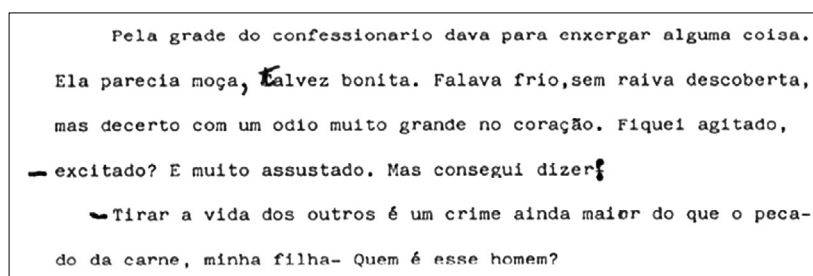 Pela grade do confessionario dava para enxergar alguma coisa.
Ela parecia moça, talvez bonita. Falava frio,sem raiva descoberta,
mas decerto com um odio muito grande no coração. Fiquei agitado,
— excitado? E muito assustado. Mas consegui dizer:
— Tirar a vida dos outros é um crime ainda maior do que o peca-
do da carne, minha filha- Quem é esse homem?